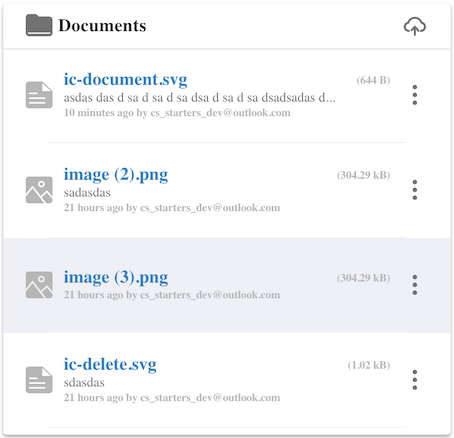 Documents
ic-document.svg
(644 B)
asdas das d sa d sa d sa dsa d sa d sa dsadsadas d...
10 minutes ago by cs_starters_dev@outlook.com
image (2).png
(304.29 kB)
sadasdas
21 hours ago by cs_starters_dev@outlook.com
image (3).png
(304.29 kB)
21 hours ago by cs_starters_dev@outlook.com
ic-delete.svg
(1.02 kB)
sdasdas
21 hours ago by cs_starters_dev@outlook.com